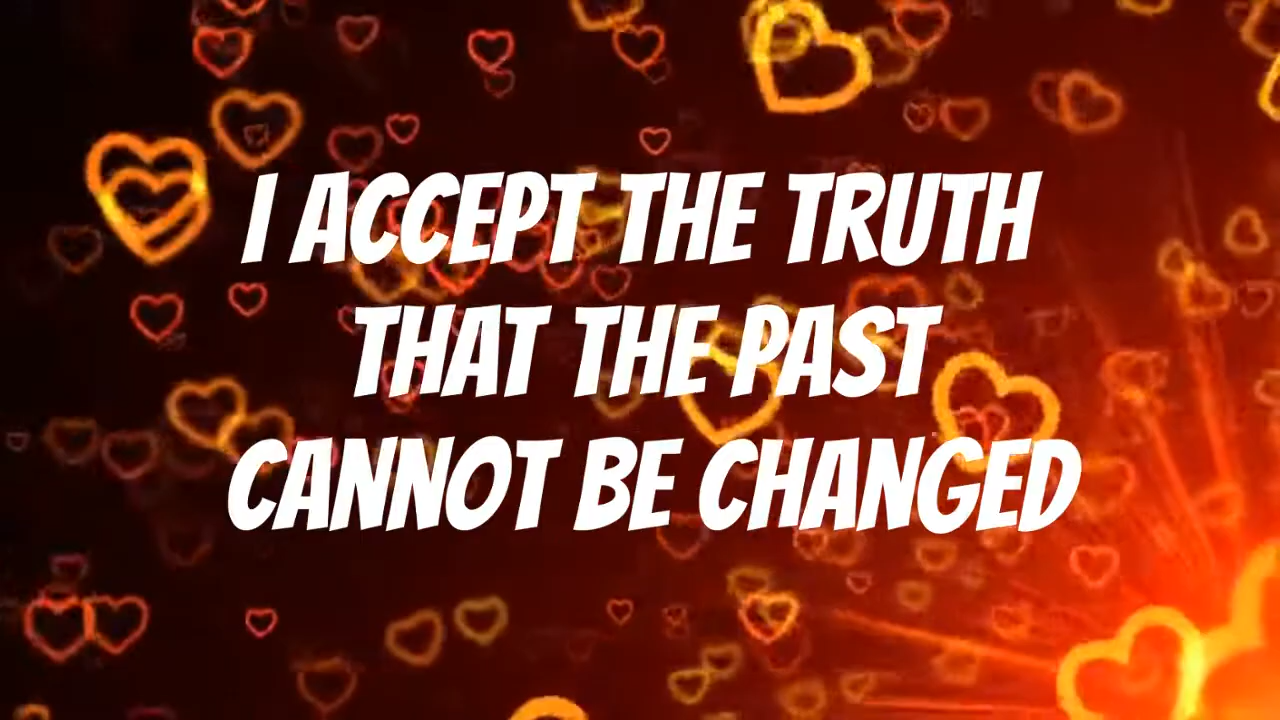 I ACCEPT THE TRUTH
THAT THE PAST
CANNOT BE CHANGED